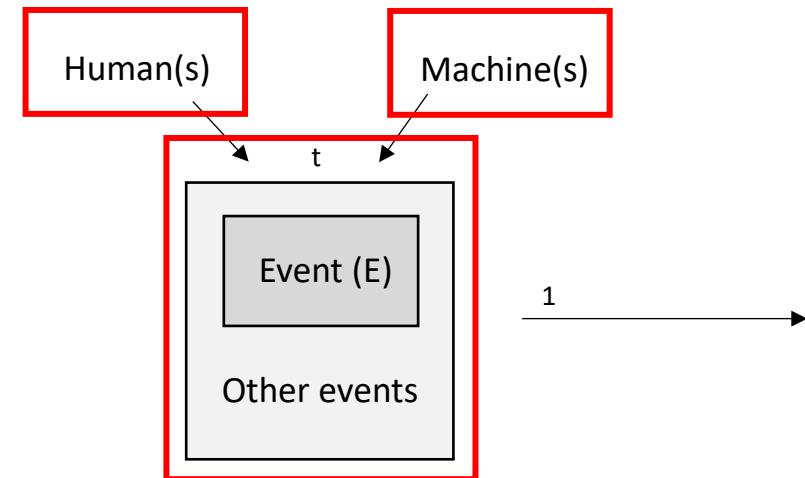 Human(s)
Machine(s)
t
Event (E)
1
Other events